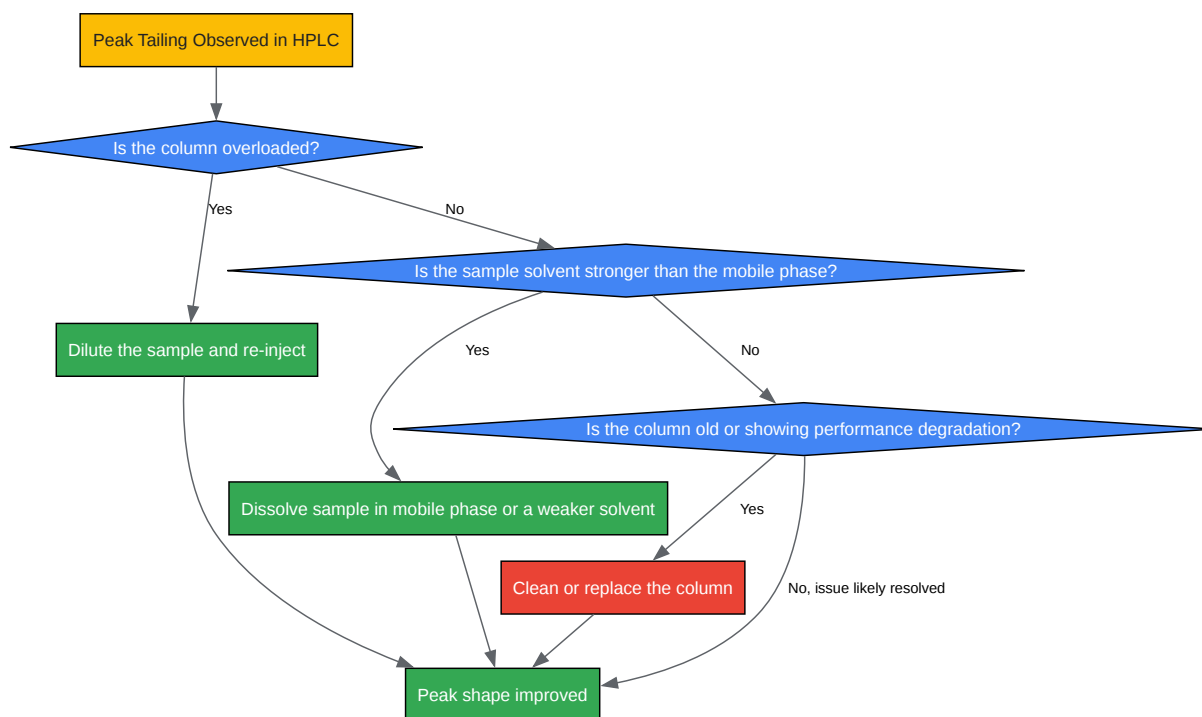 Peak Tailing Observed in HPLC
Is the column overloaded?
Yes
No
Is the sample solvent stronger than the mobile phase?
Dilute the sample and re-inject
Yes
No
Is the column old or showing performance degradation?
Dissolve sample in mobile phase or a weaker solvent
Yes
Clean or replace the column
No, issue likely resolved
Peak shape improved